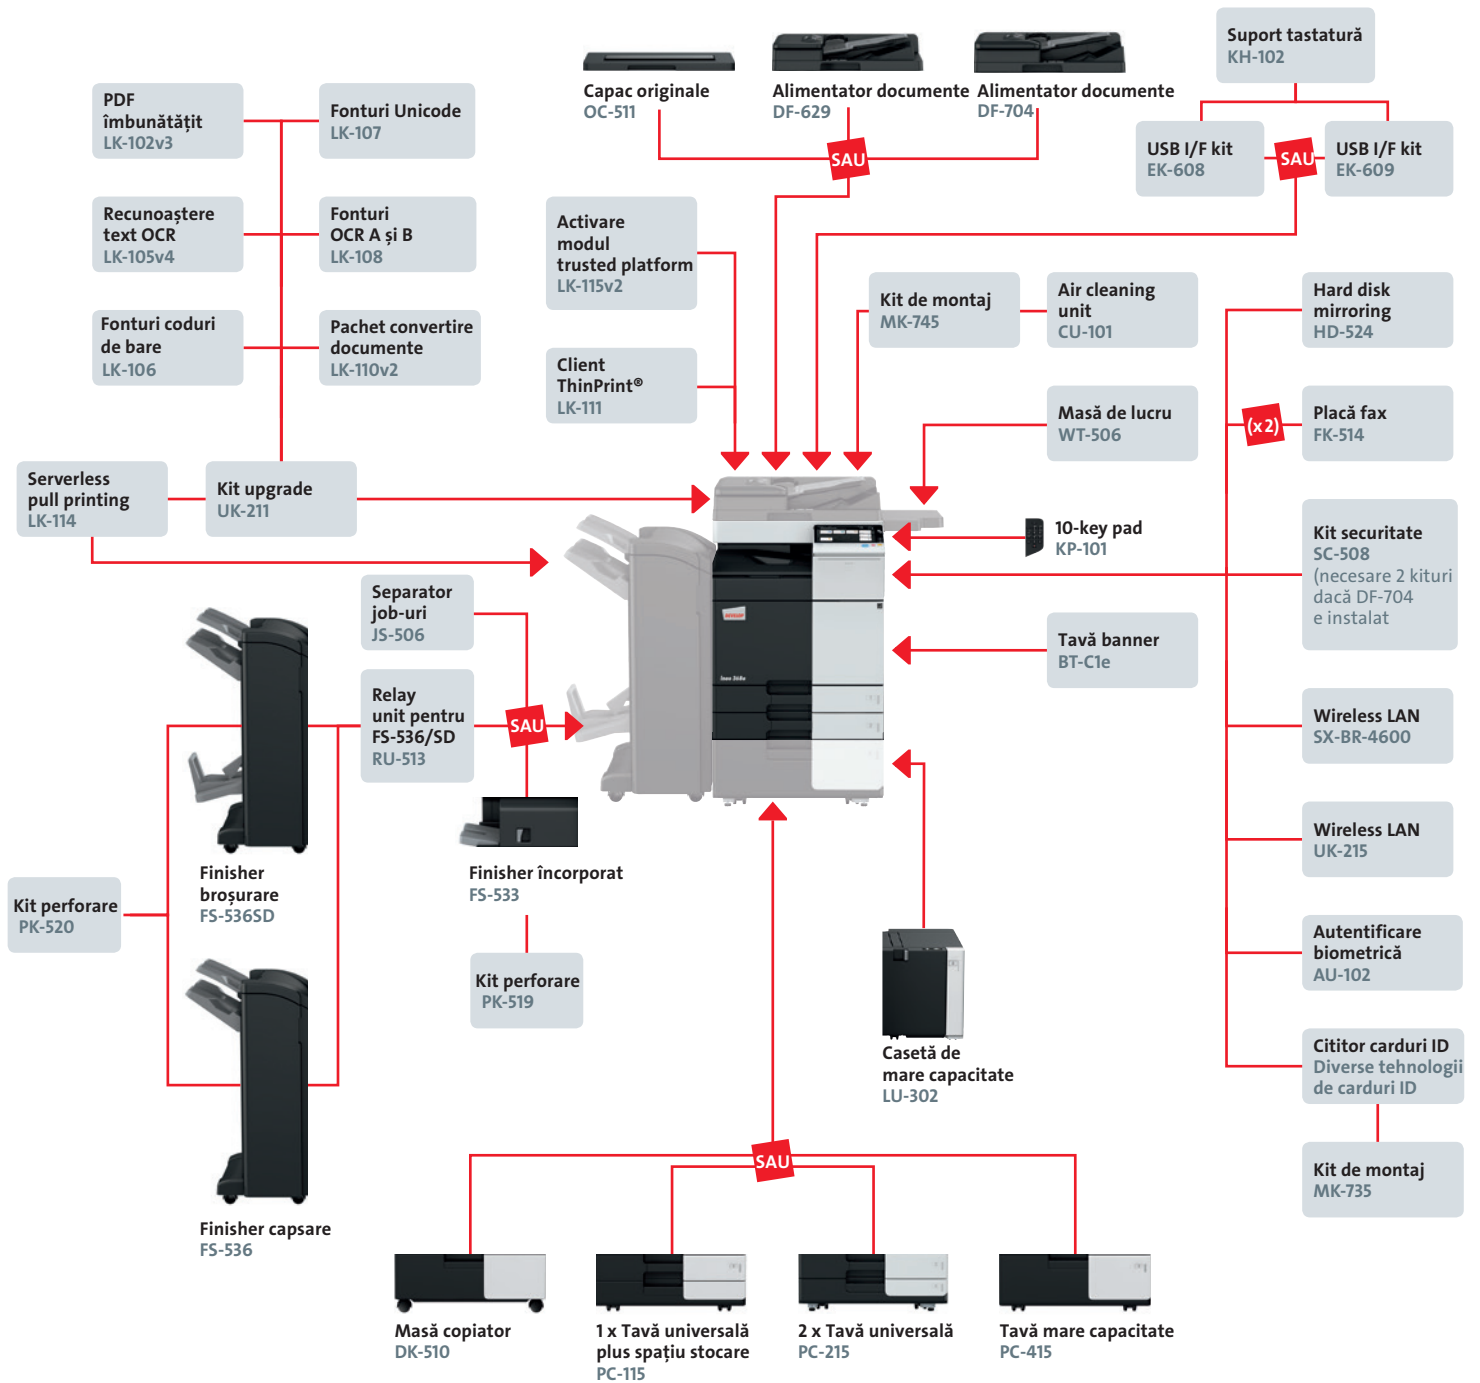 Suport tastatură
KH-102
Capac originale
OC-511
Alimentator documente
DF-629
Alimentator documente
DF-704
PDF
îmbunătățit
LK-102v3
Fonturi Unicode
LK-107
SAU
USB I/F kit
EK-608
SAU
USB I/F kit
EK-609
Recunoaștere
text OCR
LK-105v4
Fonturi
OCR A și B
LK-108
Activare
modul
trusted platform
LK-115v2
Kit de montaj
MK-745
Air cleaning
unit
CU-101
Hard disk
mirroring
HD-524
Fonturi coduri
de bare
LK-106
Pachet convertire
documente
LK-110v2
Client
ThinPrint®
LK-111
Masă de lucru
WT-506
(x2)
Placă fax
FK-514
Serverless
pull printing
LK-114
Kit upgrade
UK-211
10-key pad
KP-101
Kit securitate
SC-508
(necesare 2 kituri
dacă DF-704
e instalat
Separator
job-uri
JS-506
Tavă banner
BT-C1e
ineo 368e
Relay
unit pentru
FS-536/SD
RU-513
SAU
Wireless LAN
SX-BR-4600
Wireless LAN
UK-215
Finisher
broșurare
FS-536SD
Finisher încorporat
FS-533
Kit perforare
PK-520
Autentificare
biometrică
AU-102
Kit perforare
PK-519
Casetă de
mare capacitate
LU-302
Cititor carduri ID
Diverse tehnologii
de carduri ID
SAU
Kit de montaj
MK-735
Finisher capsare
FS-536
Masă copiator
DK-510
1 x Tavă universală
plus spațiu stocare
PC-115
2 x Tavă universală
PC-215
Tavă mare capacitate
PC-415